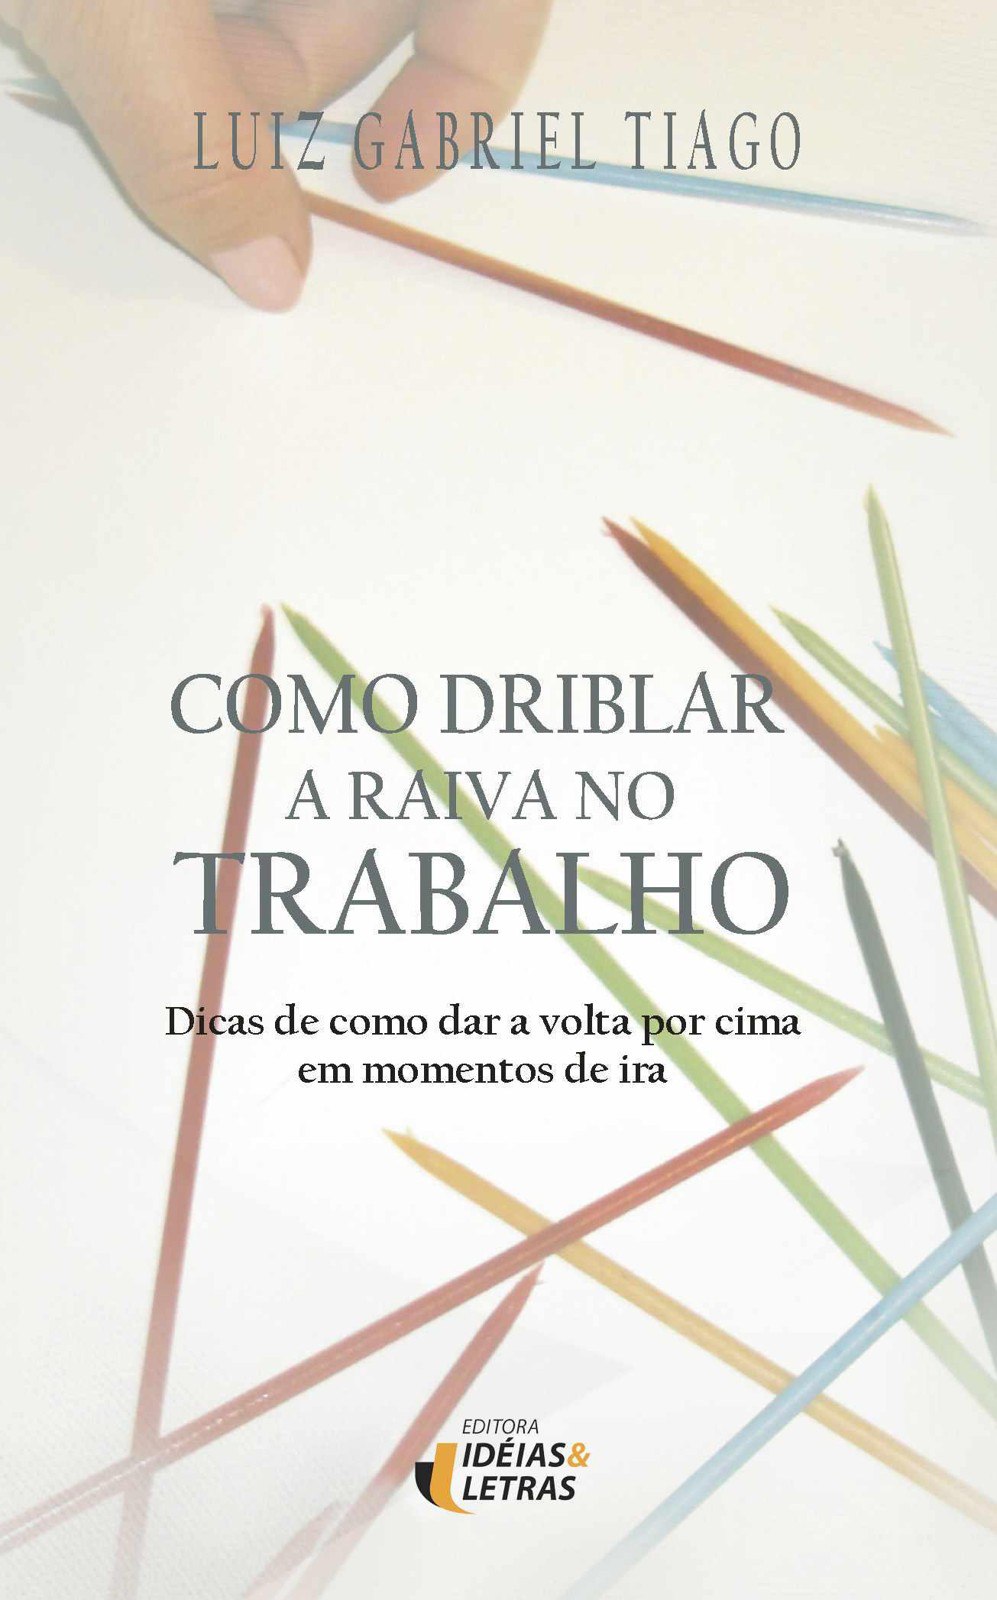 LUIZ GABRIEL TIAGO
COMO DRIBLAR
A RAIVA NO
TRABALHO
Dicas de como dar a volta por cima
em momentos de ira
EDITORA
IDÉIAS&
LETRAS